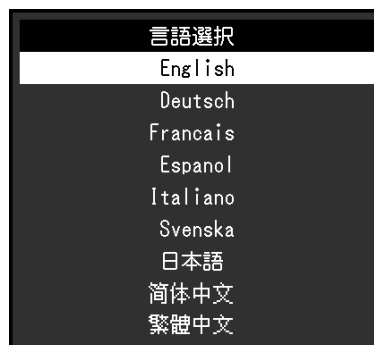 言語選択
English
Deutsch
Francais
Espanol
Italiano
Svenska
日本語
简体中文
繁體中文